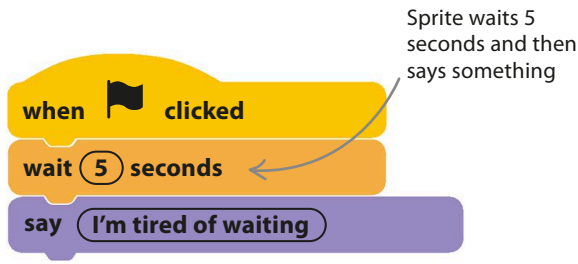 Sprite waits 5
seconds and then
says something
when clicked
wait 5 seconds
say I'm tired of waiting